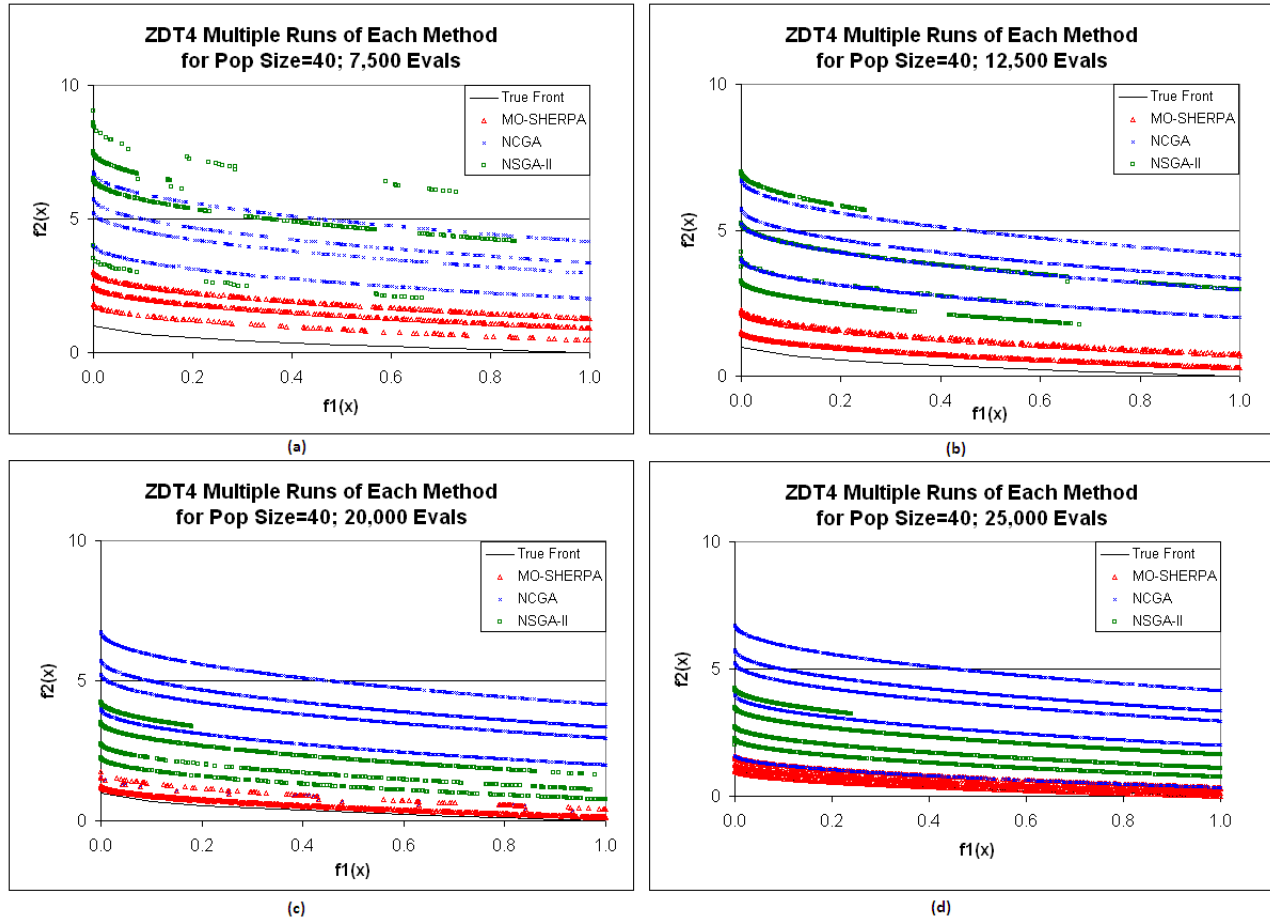 ZDT4 Multiple Runs of Each Method
for Pop Size=40; 7,500 Evals
10
5
0
f2(x)
True Front
MO-SHERPA
NCGA
NSGA-II
0.0 0.2 0.4 0.6 0.8 1.0
f1(x)
(a)
ZDT4 Multiple Runs of Each Method
for Pop Size=40; 12,500 Evals
10
5
0
f2(x)
True Front
MO-SHERPA
NCGA
NSGA-II
0.0 0.2 0.4 0.6 0.8 1.0
f1(x)
(b)
ZDT4 Multiple Runs of Each Method
for Pop Size=40; 20,000 Evals
10
5
0
f2(x)
True Front
MO-SHERPA
NCGA
NSGA-II
0.0 0.2 0.4 0.6 0.8 1.0
f1(x)
(c)
ZDT4 Multiple Runs of Each Method
for Pop Size=40; 25,000 Evals
10
5
0
f2(x)
True Front
MO-SHERPA
NCGA
NSGA-II
0.0 0.2 0.4 0.6 0.8 1.0
f1(x)
(d)